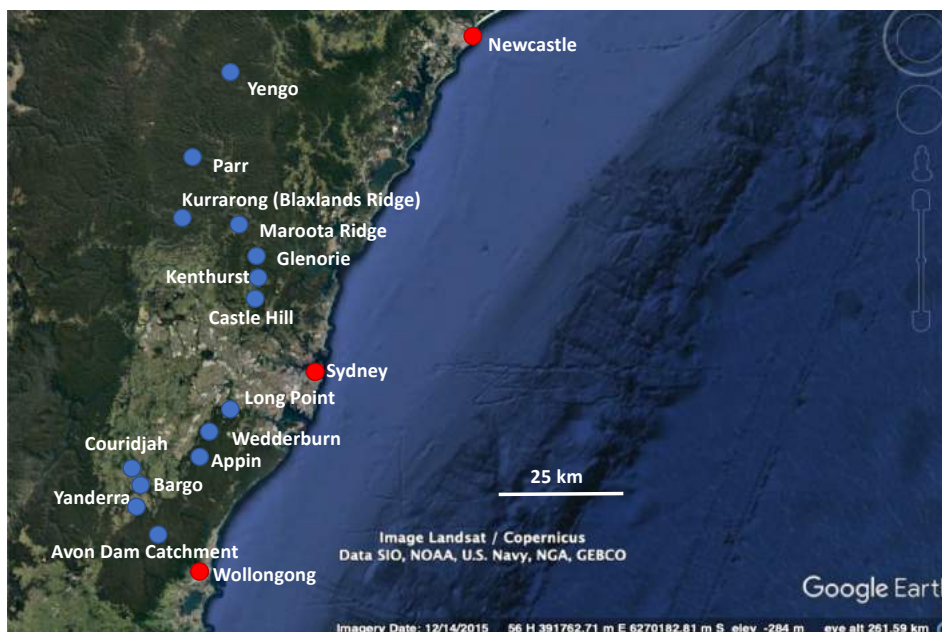 Newcastle
Yengo
Parr
Kurrarong (Blaxlands Ridge)
Maroota Ridge
Glenorie
Kenthurst
Castle Hill
Sydney
Long Point
Wedderburn
Couridjah
Appin
Bargo
25 km
Yanderra
Image Landsat / Copernicus
Avon Dam Catchment
Data SIO, NOAA, U.S. Navy, NGA, GEBCO
Wollongong
Google Earth
Imagery Date: 12/14/2015 56 H 391762.71 m E 6270182.81 m S elev -284 m eye alt 261.59 km